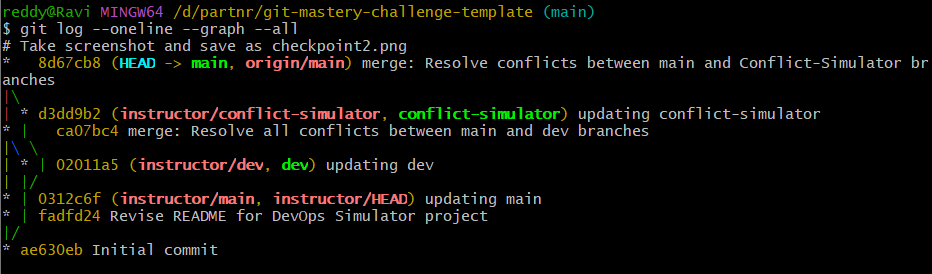 reddy@Ravi MINGW64 /d/partnr/git-mastery-challenge-template (main)
$ git log --oneline --graph --all
# Take screenshot and save as checkpoint2.png
*   8d67cb8 (HEAD -> main, origin/main) merge: Resolve conflicts between main and Conflict-Simulator br
anches
|\
| * d3dd9b2 (instructor/conflict-simulator, conflict-simulator) updating conflict-simulator
* |   ca07bc4 merge: Resolve all conflicts between main and dev branches
|\ \
| * | 02011a5 (instructor/dev, dev) updating dev
| |/
* | 0312c6f (instructor/main, instructor/HEAD) updating main
* | fadfd24 Revise README for DevOps Simulator project
|/
* ae630eb Initial commit